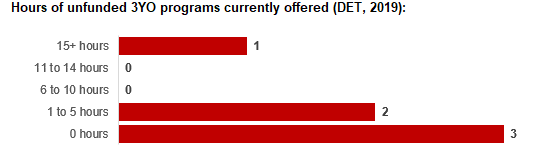 Hours of unfunded 3YO programs currently offered (DET, 2019):
15+ hours 1
11 to 14 hours 0
6 to 10 hours 0
1 to 5 hours 2
0 hours 3